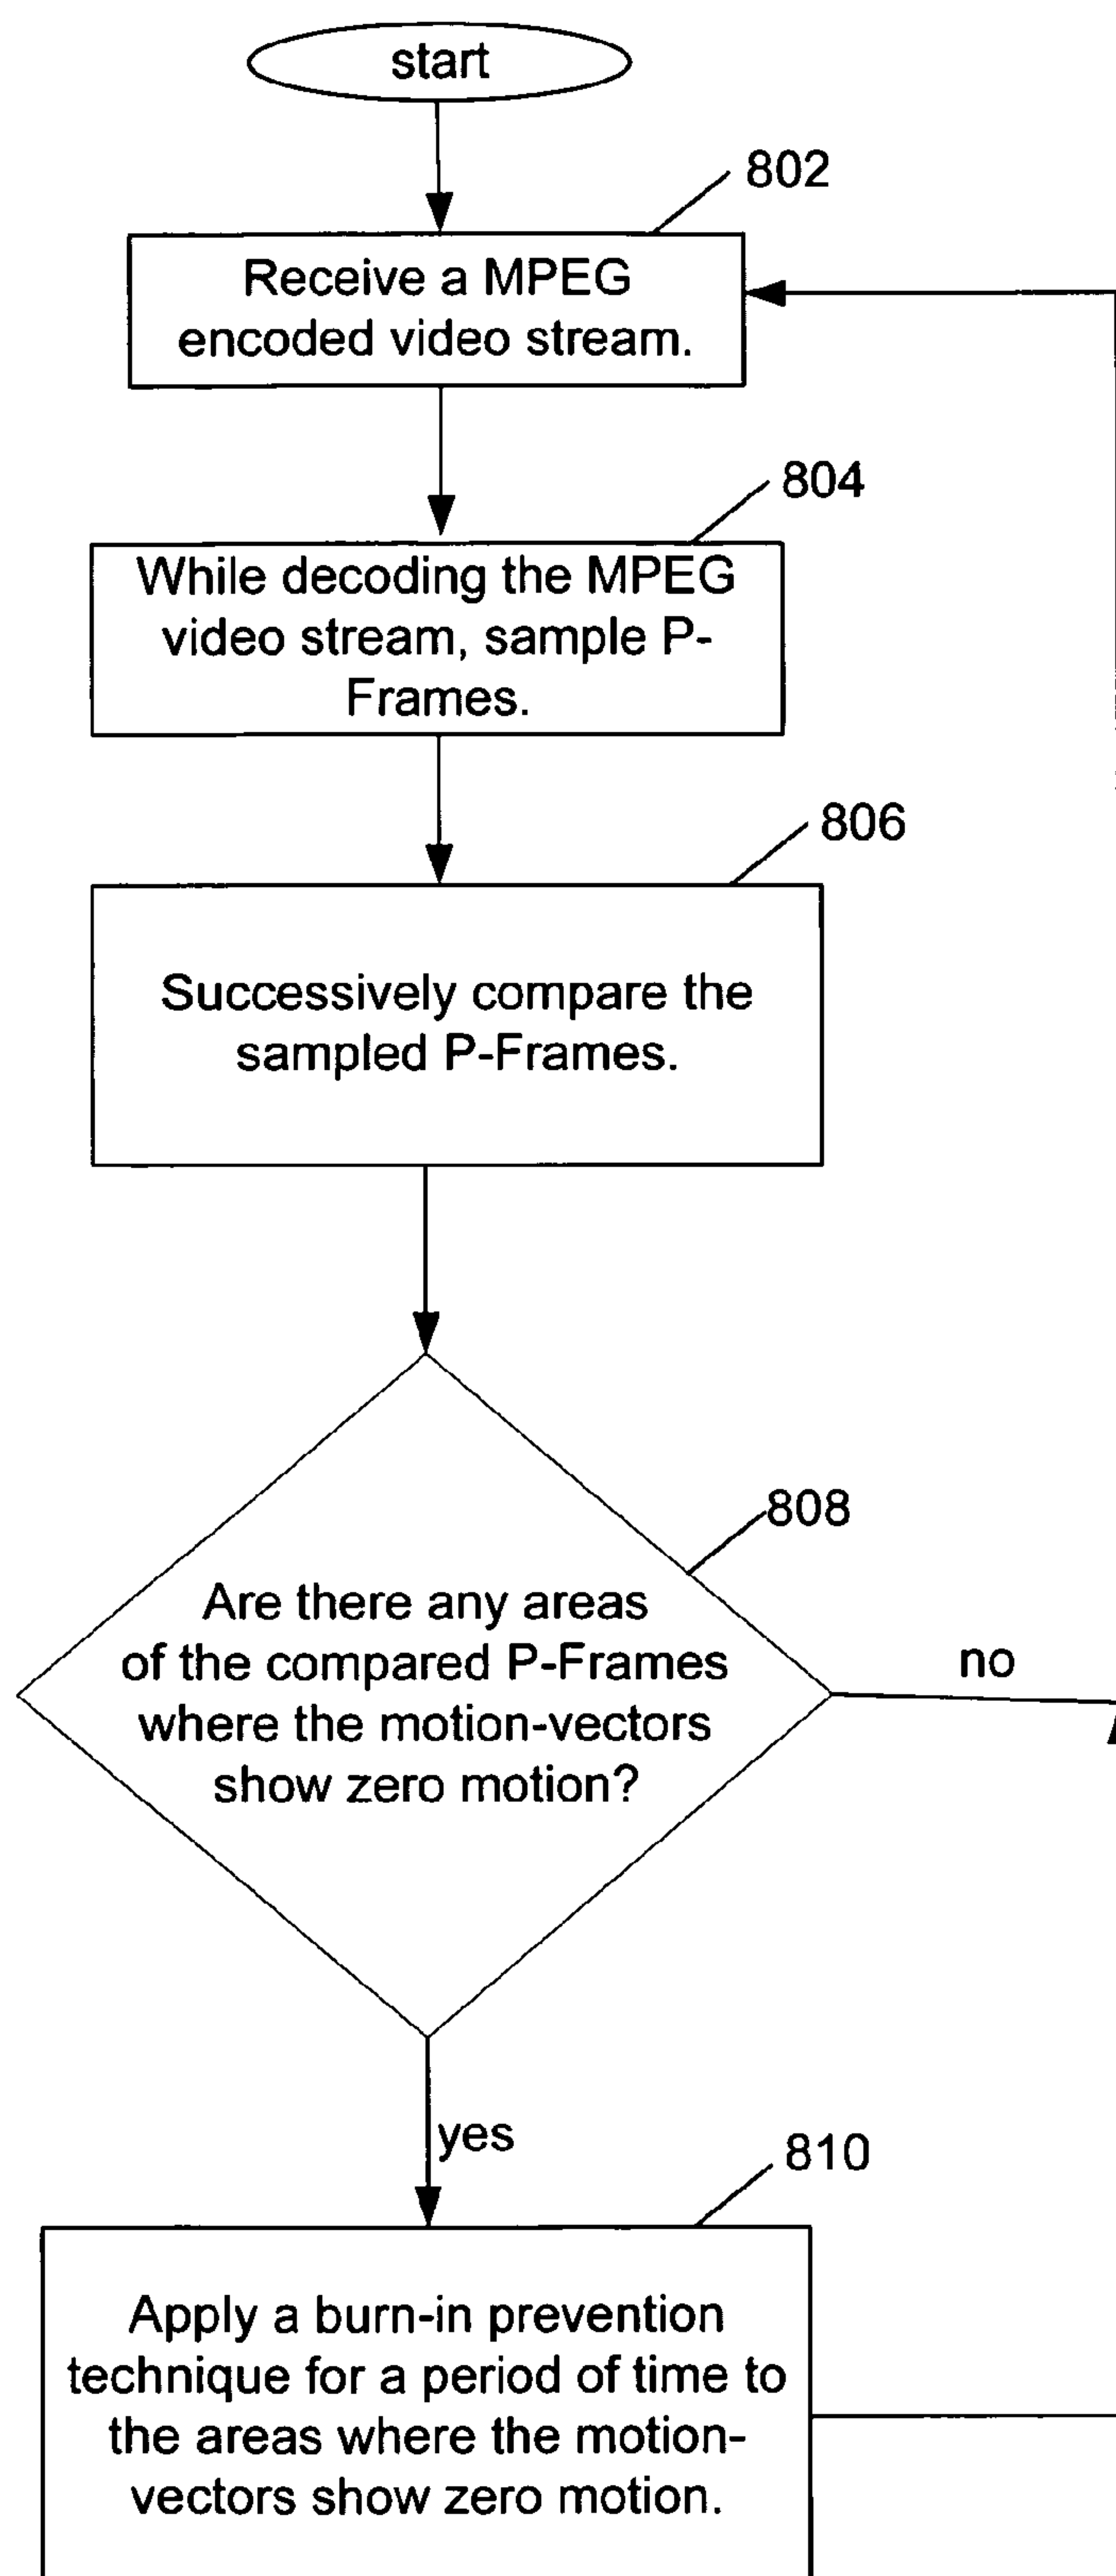 start
802
Receive a MPEG
encoded video stream.
804
While decoding the MPEG
video stream, sample P-
Frames.
806
Successively compare the
sampled P-Frames.
808
Are there any areas
of the compared P-Frames
where the motion-vectors
show zero motion?
no
yes
810
Apply a burn-in prevention
technique for a period of time to
the areas where the motion-
vectors show zero motion.